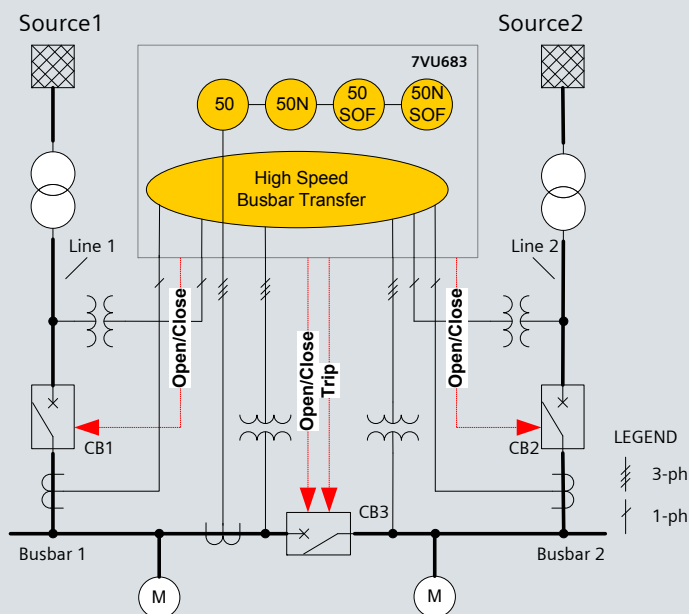 Source1
Source2
7VU683
50
50N
50
SOF
50N
SOF
High Speed
Busbar Transfer
Line 1
Line 2
Open/Close
Open/Close
Trip
Open/Close
CB1
CB2
LEGEND
3-ph
1-ph
CB3
Busbar 1
Busbar 2
M
M